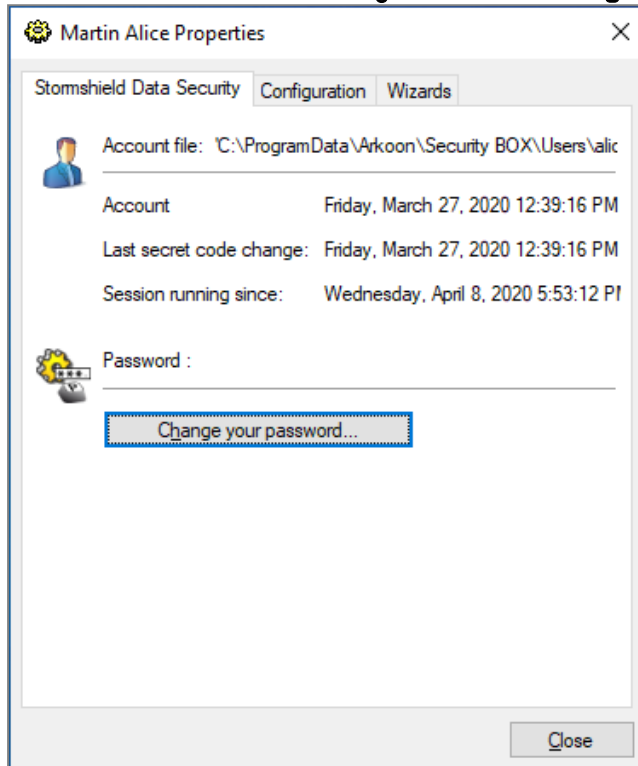 Martin Alice Properties
Stormshield Data Security Configuration Wizards
Account file: 'C:\ProgramData\Arkoon\Security BOX\Users\alic
Account Friday, March 27, 2020 12:39:16 PM
Last secret code change: Friday, March 27, 2020 12:39:16 PM
Session running since: Wednesday, April 8, 2020 5:53:12 PM
Password :
Change your password...
Close